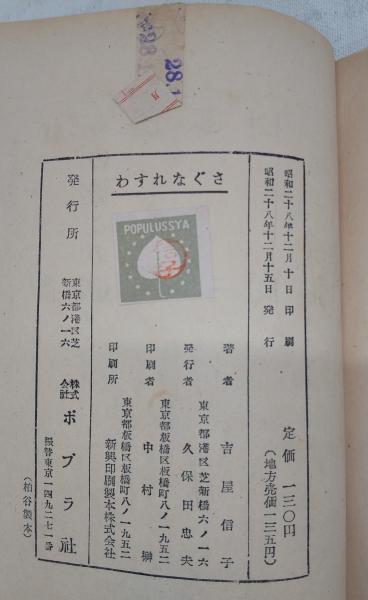 28.1
月
昭和二十八年十二月十日 印刷
昭和二十八年十二月十五日 発行
定価 一三〇円
(地方売価一三五円)
わすれなぐさ
POPULUSSYA
著者 吉屋信子
東京都港区芝新橋六ノ一六
発行者 久保田忠夫
東京都板橋区板橋町八ノ一九五二
印刷者 中村 榊
東京都板橋区板橋町八ノ一九五二
印刷所 新興印刷製本株式会社
発行所 東京都港区芝新橋六ノ一六
株式会社 ポプラ社
振替東京一四九二七一番
(柏谷製本)